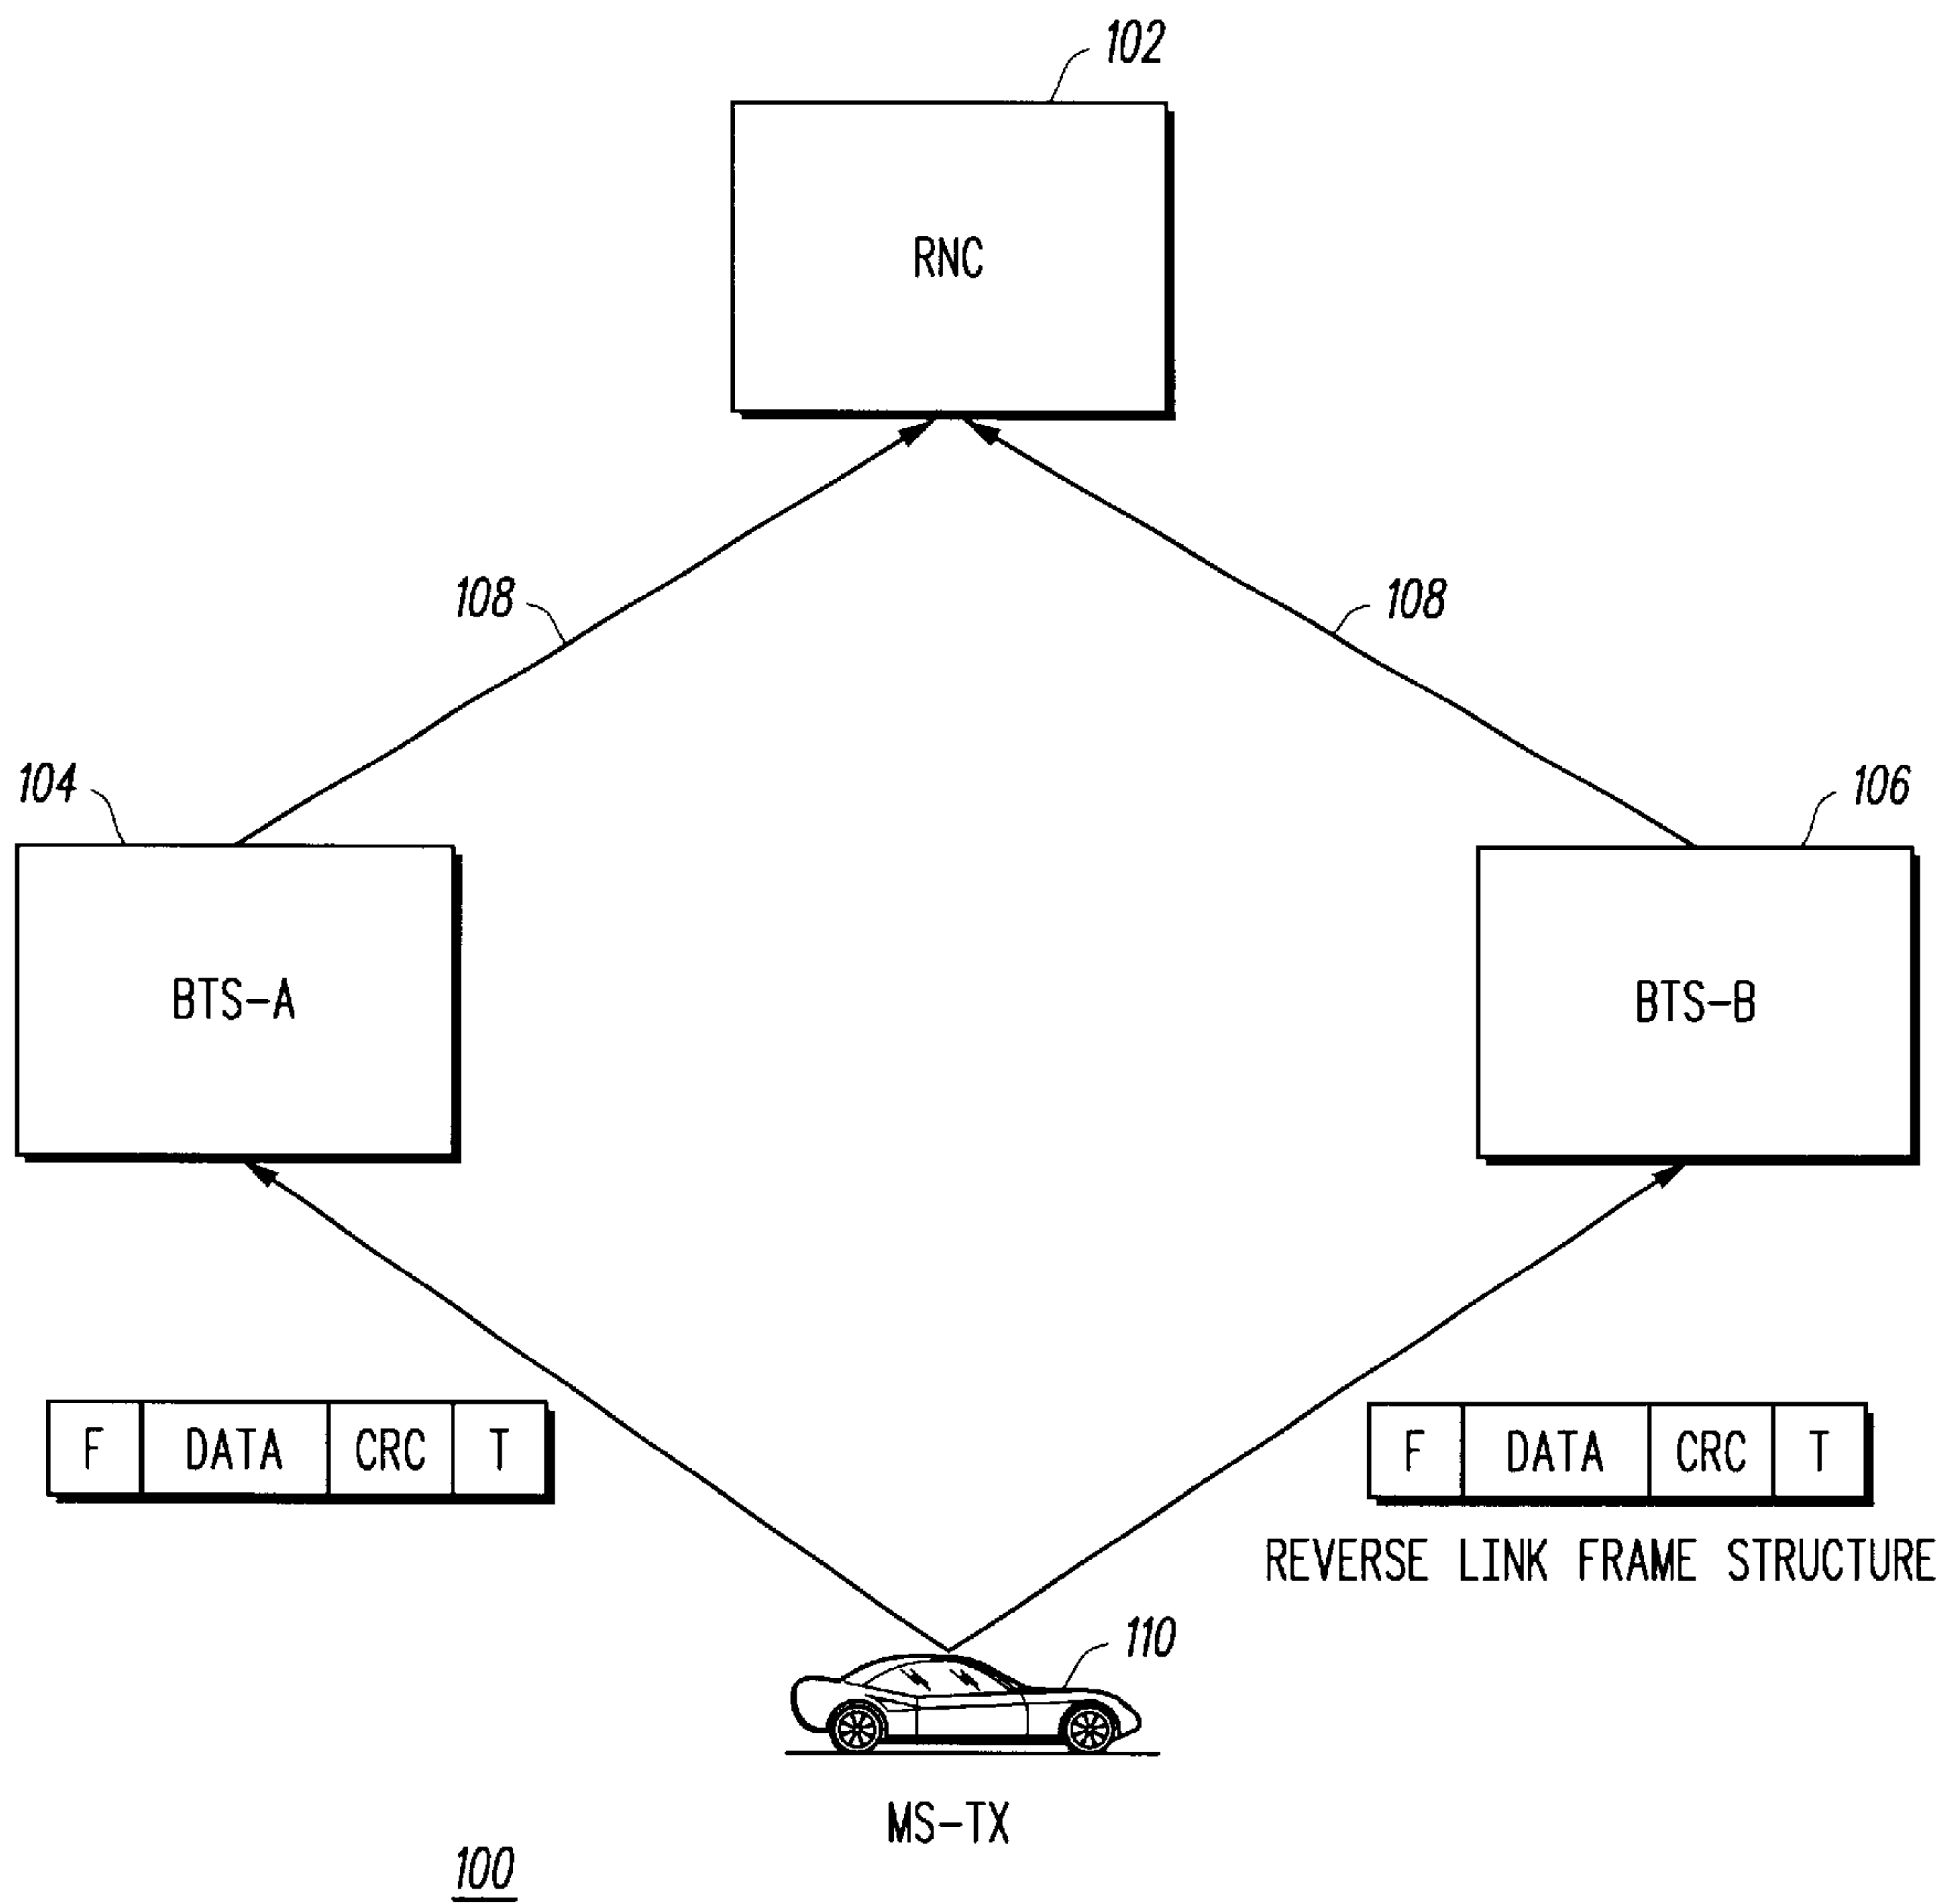 102
RNC
108
108
104
106
BTS-A
BTS-B
F DATA CRC T
F DATA CRC T
REVERSE LINK FRAME STRUCTURE
110
MS-TX
100